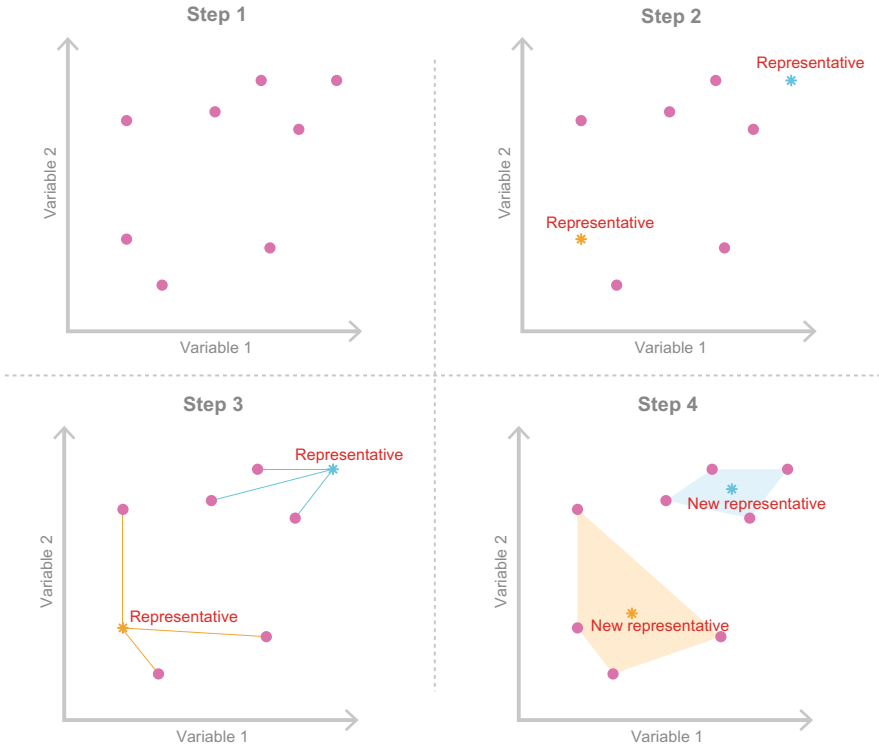 Step 1
Variable 2
Variable 1
Step 2
Representative
Representative
Variable 2
Variable 1
Step 3
Representative
Representative
Variable 2
Variable 1
Step 4
New representative
New representative
Variable 2
Variable 1